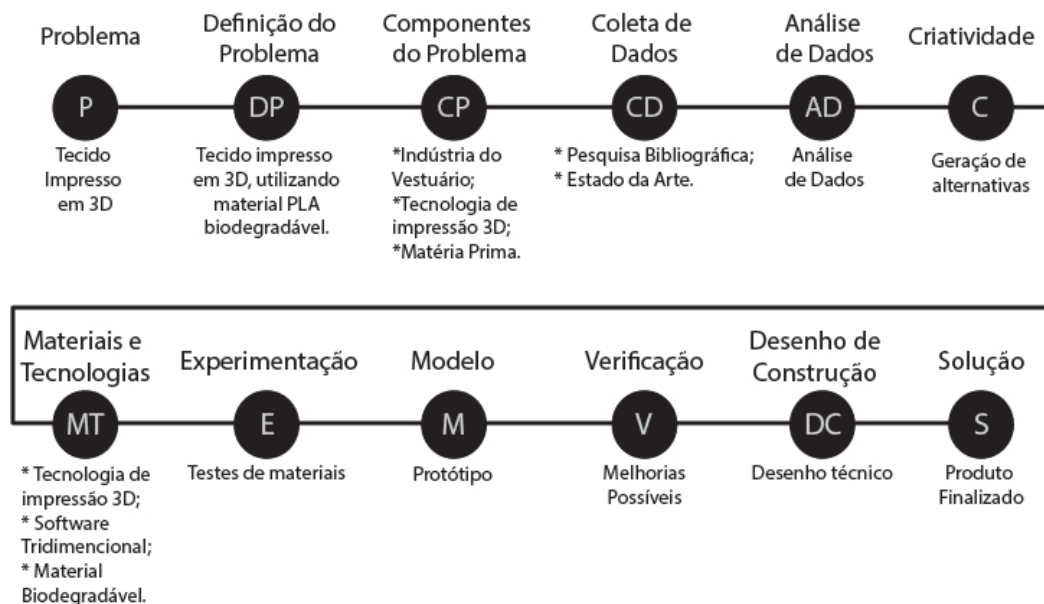 Problema
Definição do
Problema
Componentes
do Problema
Coleta de
Dados
Análise
de Dados
Criatividade
P
DP
CP
CD
AD
C
Tecido
Impresso
em 3D
Tecido impresso
em 3D, utilizando
material PLA
biodegradável.
*Indústria do
Vestuário;
*Tecnologia de
impressão 3D;
*Matéria Prima.
* Pesquisa Bibliográfica;
* Estado da Arte.
Análise
de Dados
Geração de
alternativas
Materiais e
Tecnologias
Experimentação
Modelo
Verificação
Desenho de
Construção
Solução
MT
E
M
V
DC
S
* Tecnologia de
impressão 3D;
* Software
Tridimencional;
* Material
Biodegradável.
Testes de materiais
Protótipo
Melhorias
Possíveis
Desenho técnico
Produto
Finalizado